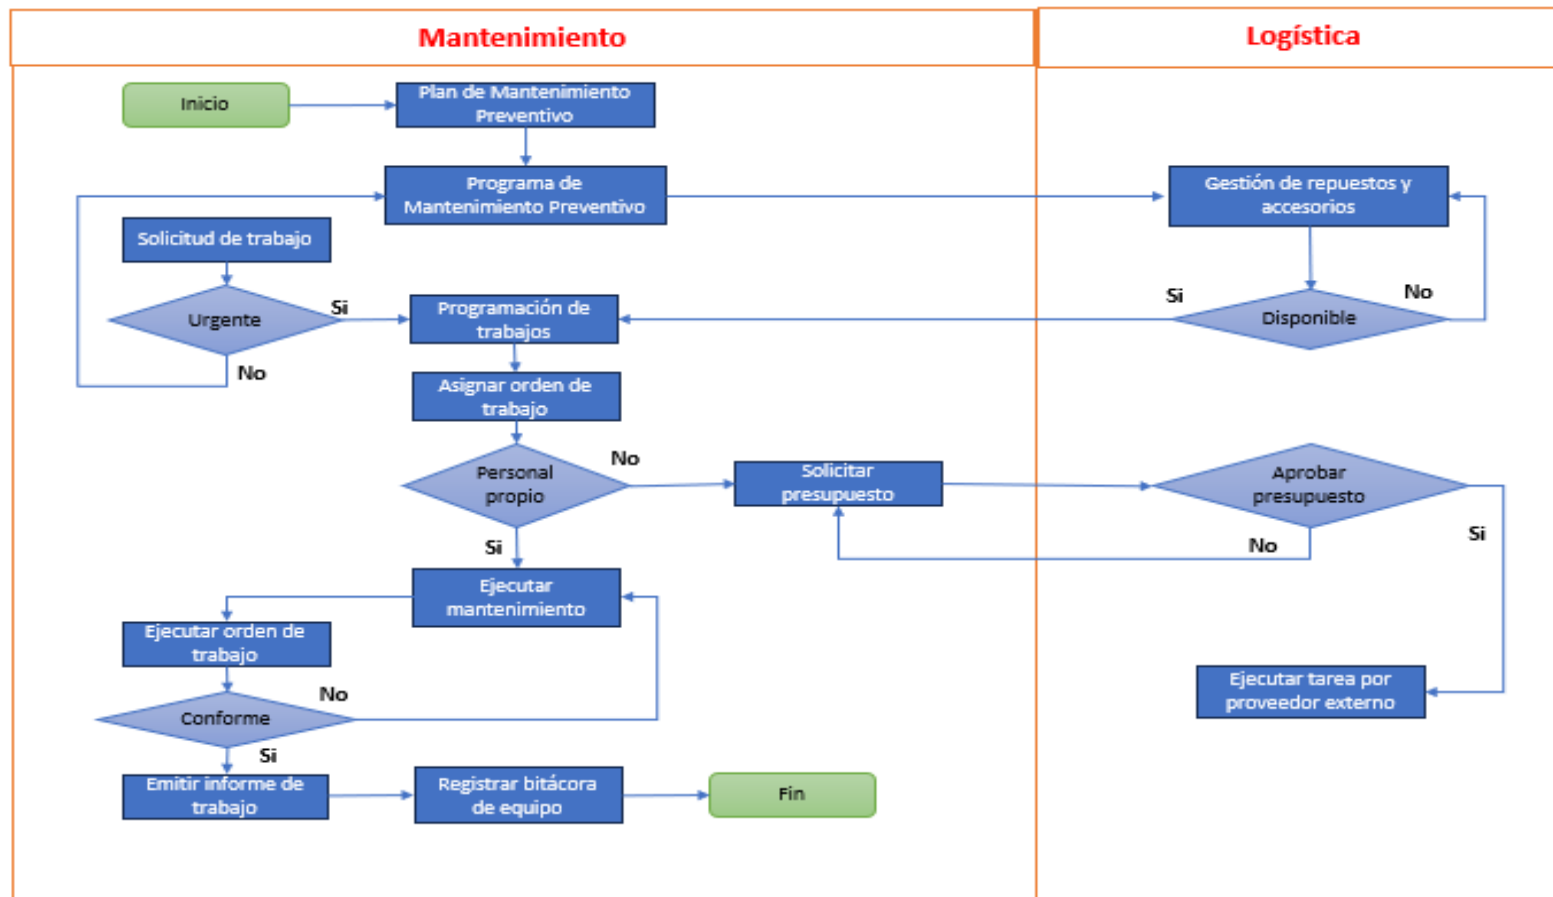 Mantenimiento
Logística
Inicio
Plan de Mantenimiento
Preventivo
Programa de
Mantenimiento Preventivo
Gestión de repuestos y
accesorios
Solicitud de trabajo
Urgente
Si
No
Programación de
trabajos
Si
No
Disponible
Asignar orden de
trabajo
Personal
propio
No
Si
Solicitar
presupuesto
Aprobar
presupuesto
No
Si
Ejecutar
mantenimiento
Ejecutar orden de
trabajo
Conforme
No
Si
Ejecutar tarea por
proveedor externo
Emitir informe de
trabajo
Registrar bitácora
de equipo
Fin